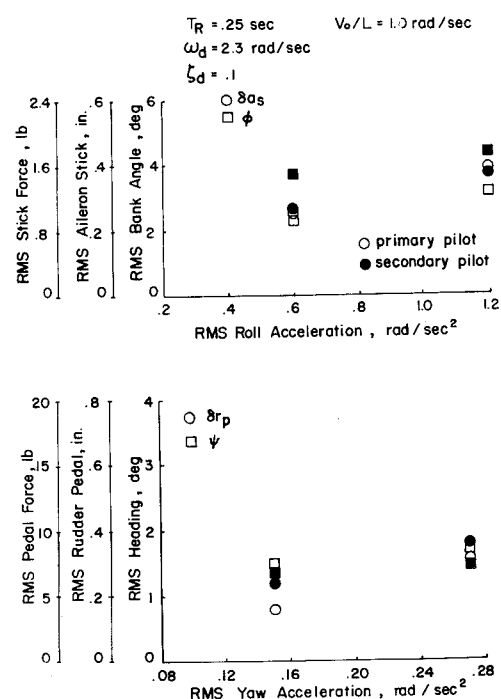 T_R = .25 sec V_o/L = 1.0 rad/sec
ω_d = 2.3 rad/sec
ζ_d = .1
RMS Stick Force, lb
2.4
1.6
.8
0
RMS Aileron Stick, in.
.6
.4
.2
0
RMS Bank Angle, deg
6
4
2
0
δa_s
φ
primary pilot
secondary pilot
.2 .4 .6 .8 1.0 1.2
RMS Roll Acceleration, rad/sec²
RMS Pedal Force, lb
20
15
10
5
0
RMS Rudder Pedal, in.
.8
.6
.4
.2
0
RMS Heading, deg
4
3
2
1
0
δr_p
ψ
.08 .12 .16 .20 .24 .28
RMS Yaw Acceleration, rad/sec²